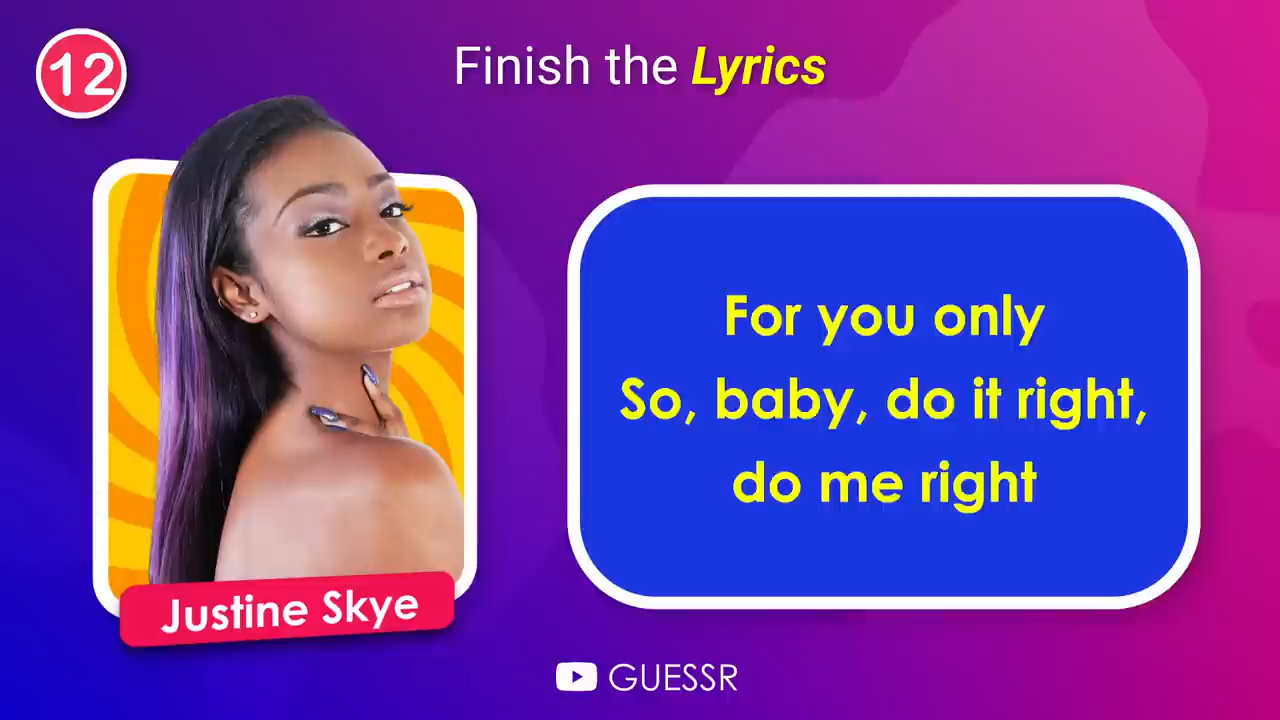 12
Finish the Lyrics
For you only
So, baby, do it right,
do me right
Justine Skye
GUESSR